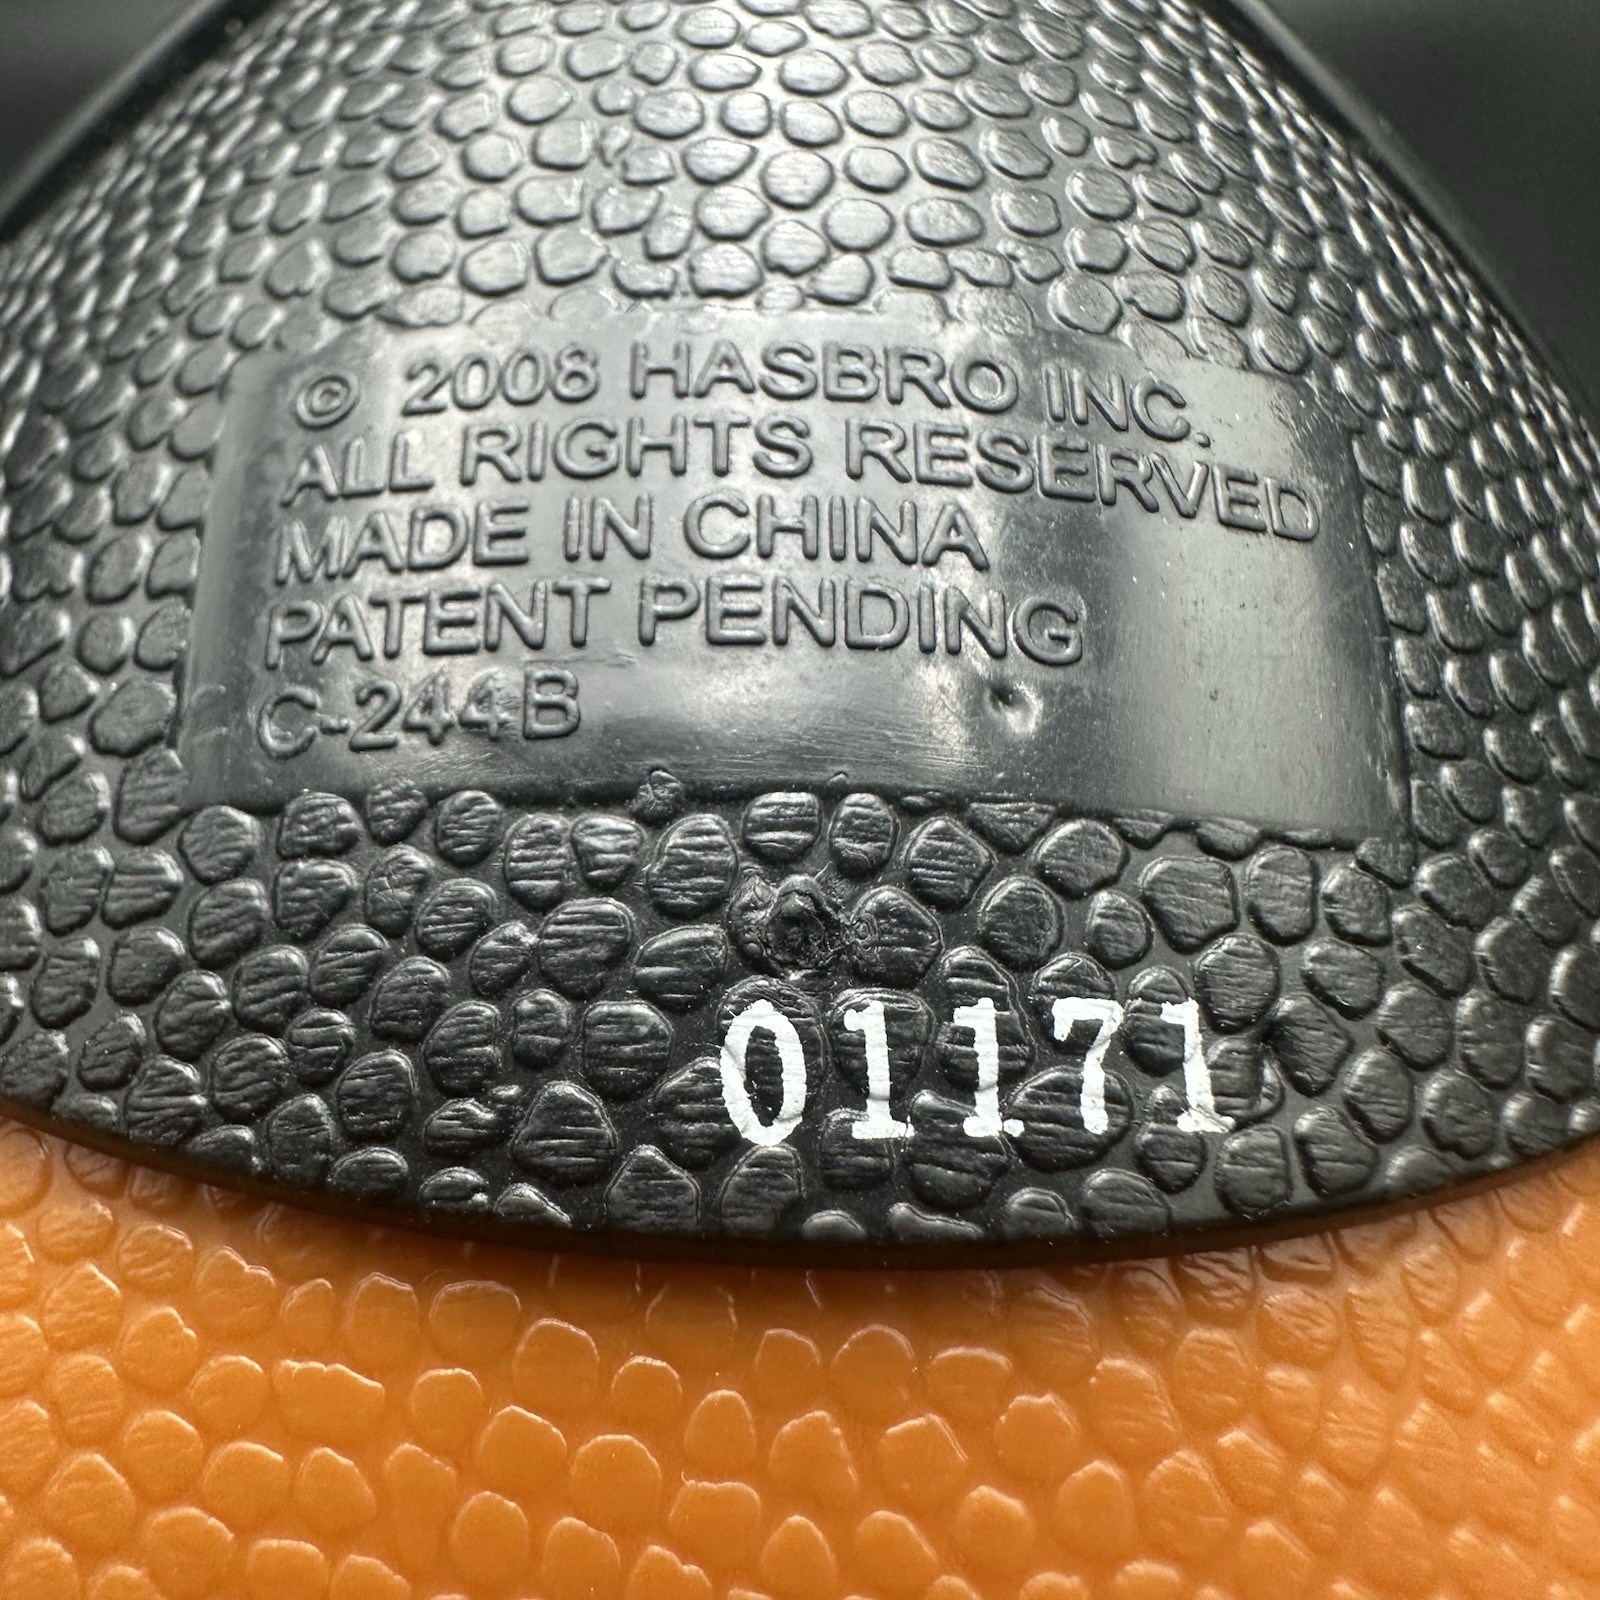 © 2008 HASBRO INC.
ALL RIGHTS RESERVED
MADE IN CHINA
PATENT PENDING
C-244B
01171